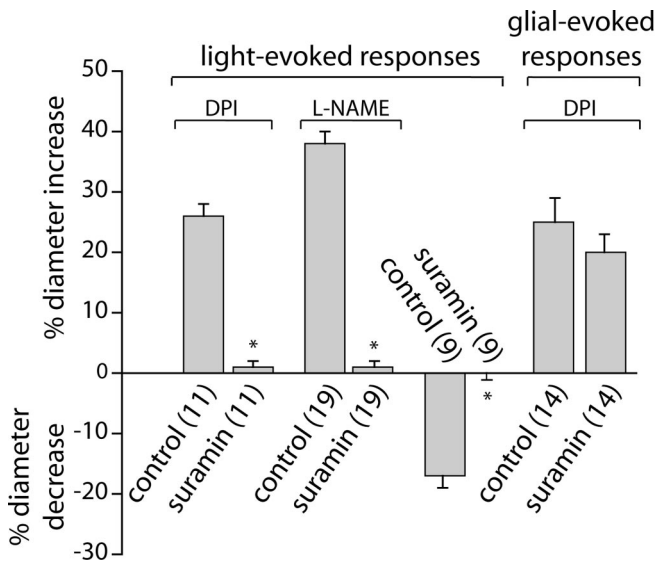 glial-evoked
light-evoked responses
responses
DPI
L-NAME
DPI
50
40
30
20
10
0
-10
-20
-30
% diameter increase
% diameter
decrease
control (11)
suramin (11)
*
control (19)
suramin (19)
*
control (9)
suramin (9)
*
control (14)
suramin (14)